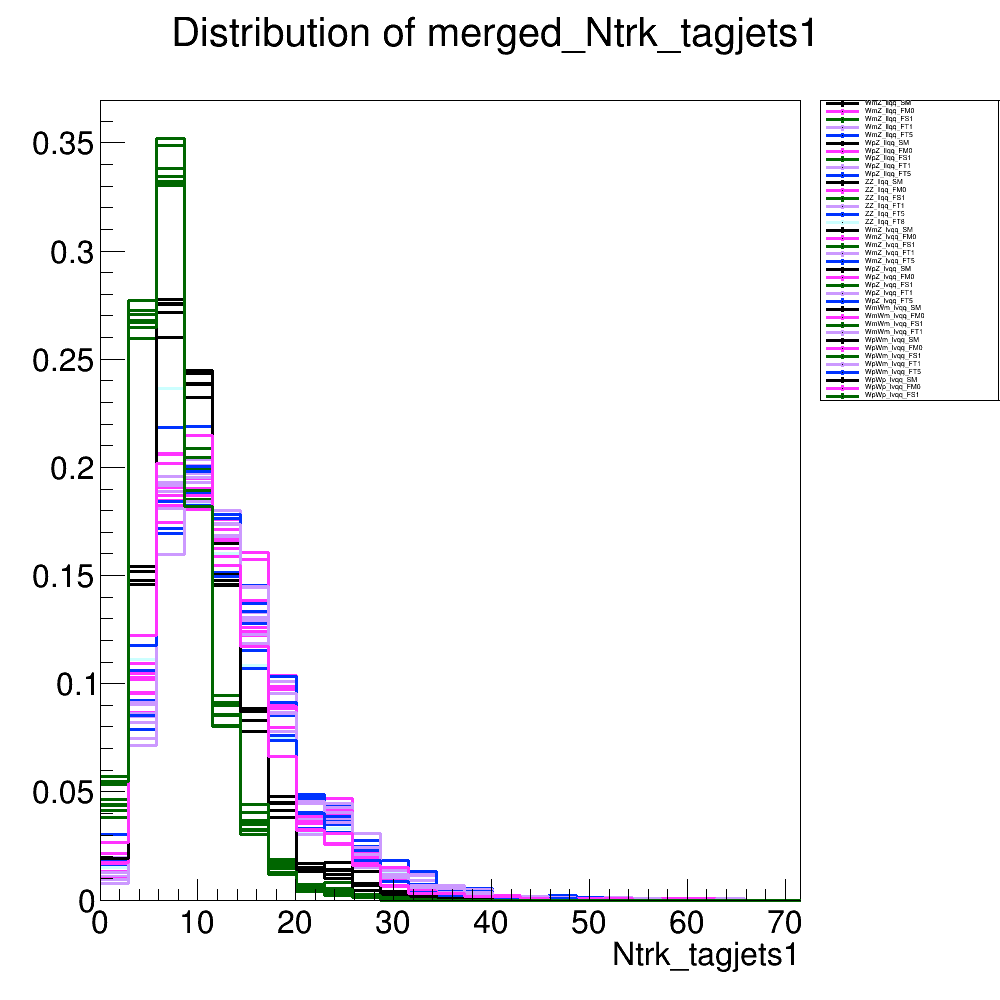 Distribution of merged_Ntrk_tagjets1
0.35
0.3
0.25
0.2
0.15
0.1
0.05
0
0 10 20 30 40 50 60 70
Ntrk_tagjets1
WmZ_llqq_SM
WmZ_llqq_FM0
WmZ_llqq_FS1
WmZ_llqq_FT1
WmZ_llqq_FT5
WpZ_llqq_SM
WpZ_llqq_FM0
WpZ_llqq_FS1
WpZ_llqq_FT1
WpZ_llqq_FT5
ZZ_llqq_SM
ZZ_llqq_FM0
ZZ_llqq_FS1
ZZ_llqq_FT1
ZZ_llqq_FT5
ZZ_llqq_FT8
WmZ_lvqq_SM
WmZ_lvqq_FM0
WmZ_lvqq_FS1
WmZ_lvqq_FT1
WmZ_lvqq_FT5
WpZ_lvqq_SM
WpZ_lvqq_FM0
WpZ_lvqq_FS1
WpZ_lvqq_FT1
WpZ_lvqq_FT5
WmWm_lvqq_SM
WmWm_lvqq_FM0
WmWm_lvqq_FS1
WmWm_lvqq_FT1
WpWm_lvqq_SM
WpWm_lvqq_FM0
WpWm_lvqq_FS1
WpWm_lvqq_FT1
WpWm_lvqq_FT5
WpWp_lvqq_SM
WpWp_lvqq_FM0
WpWp_lvqq_FS1